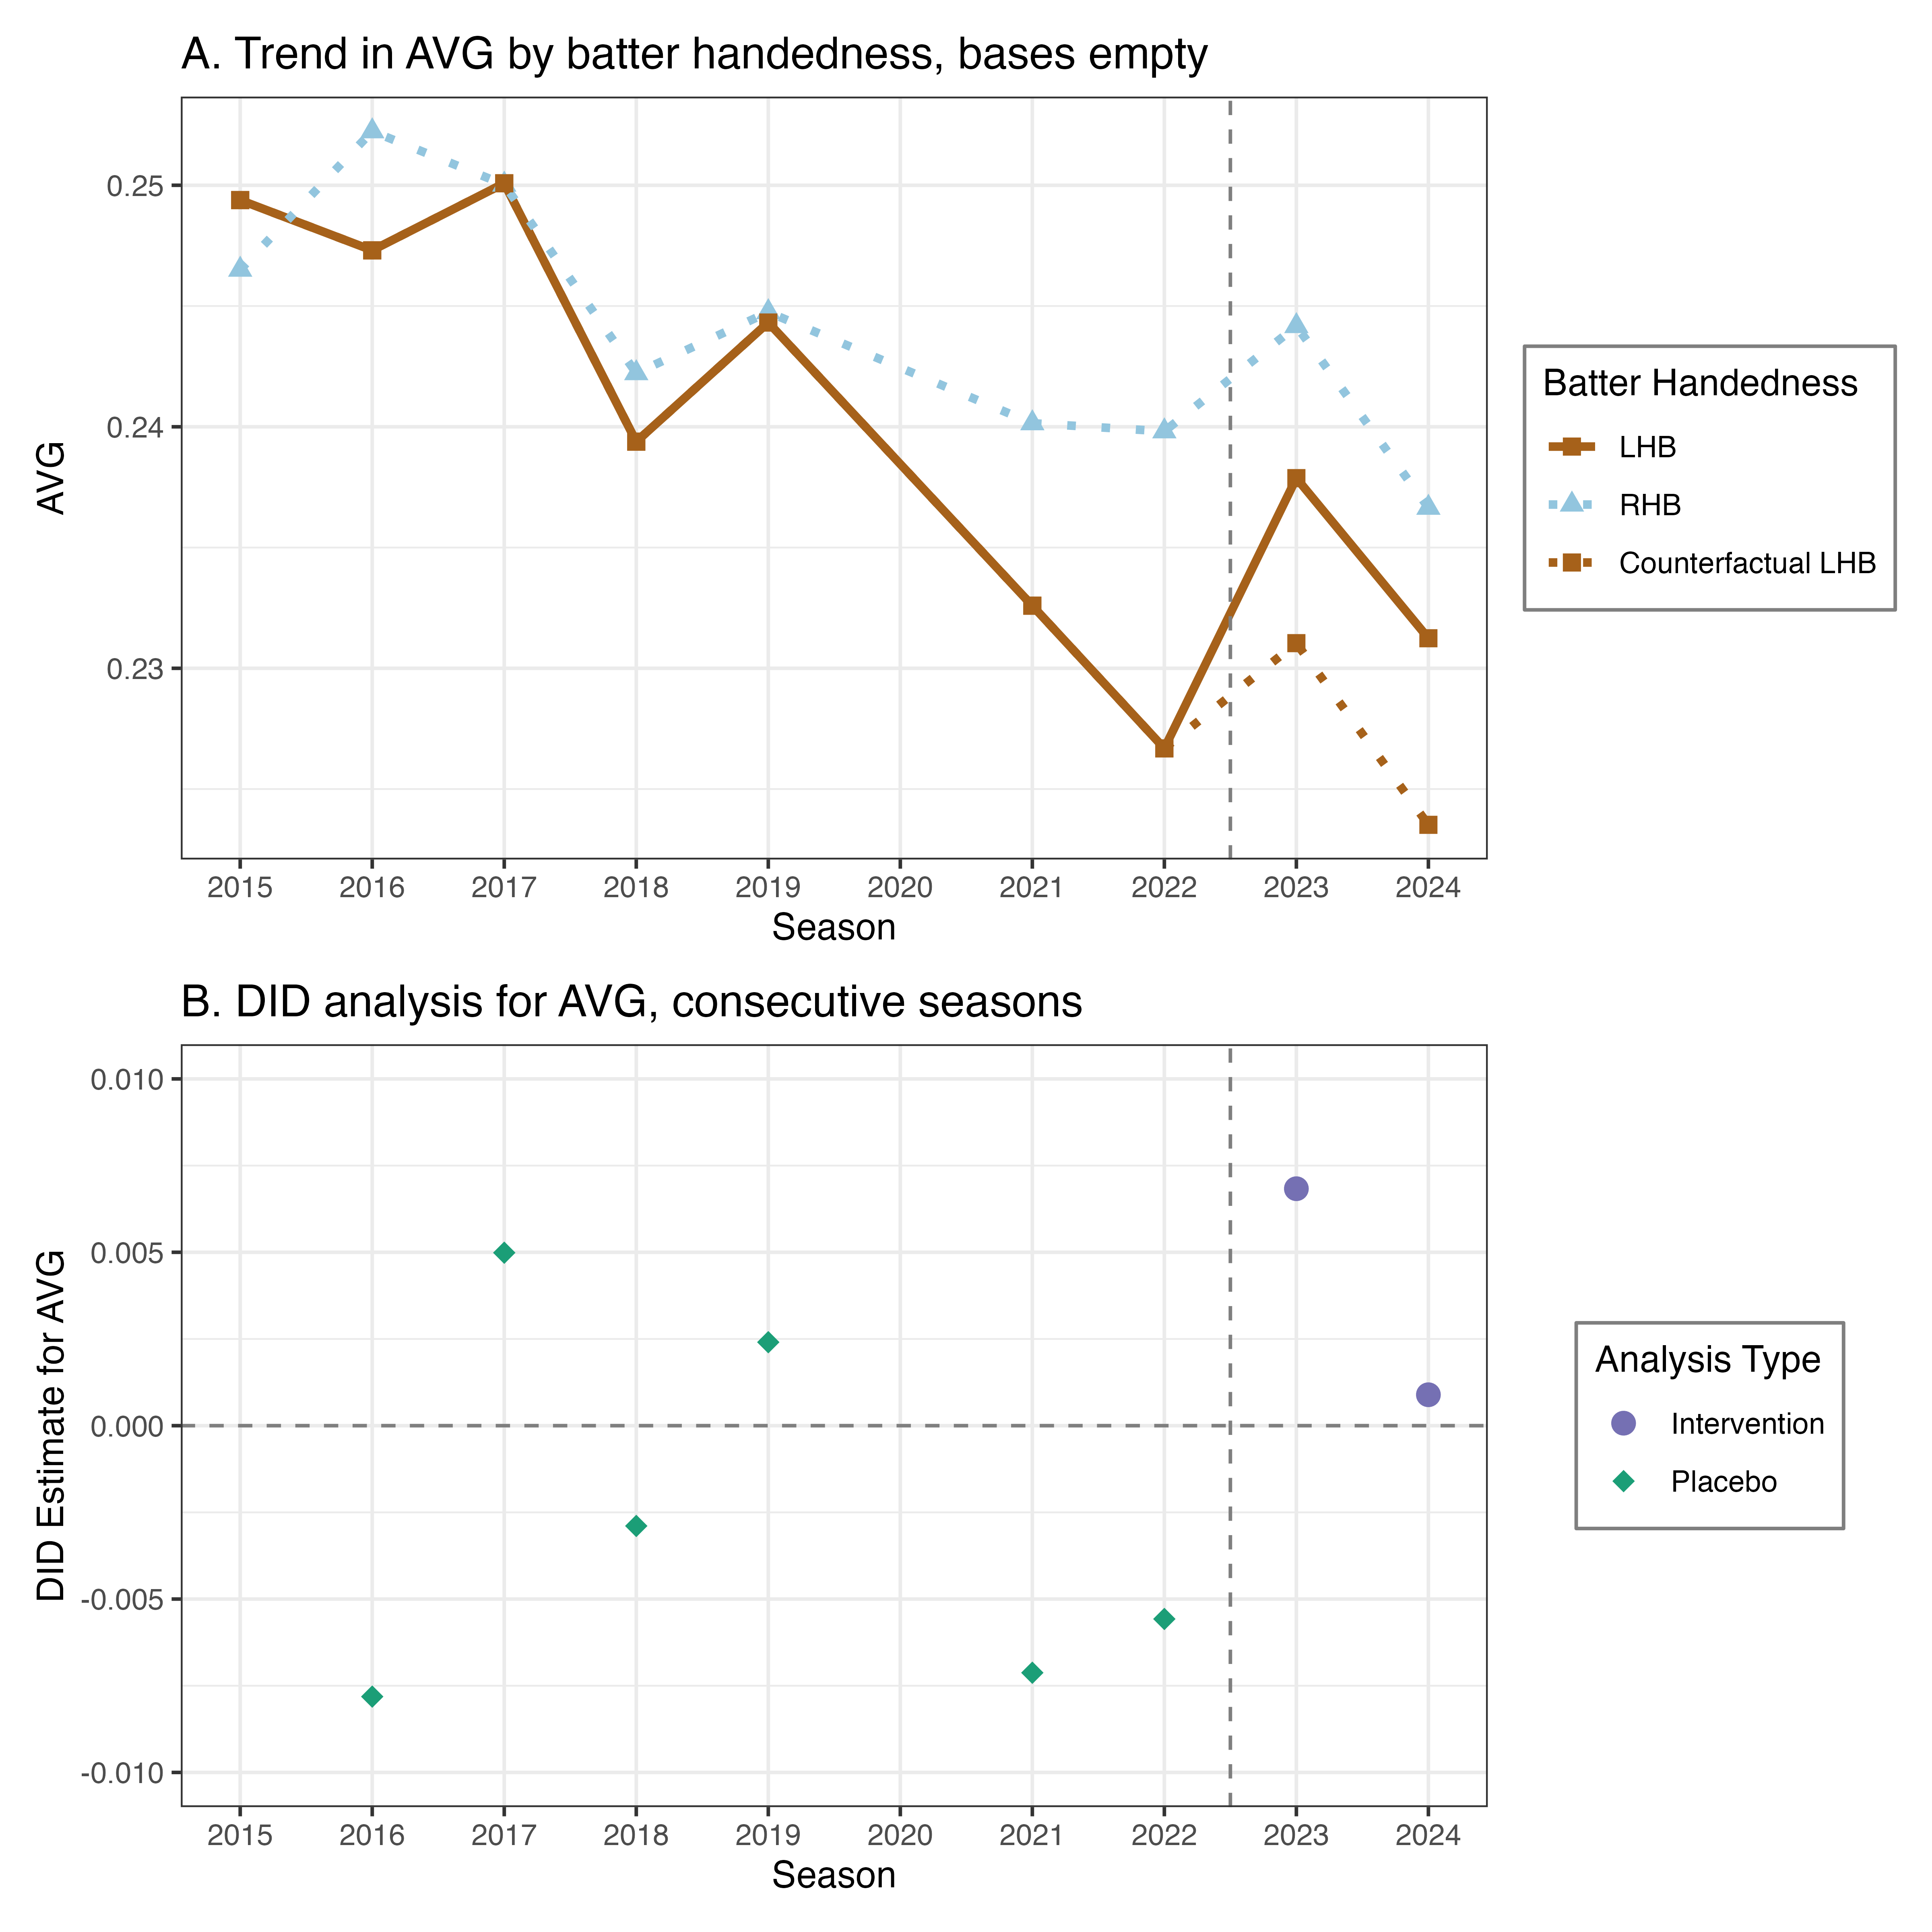 A. Trend in AVG by batter handedness, bases empty
AVG
0.25
0.24
0.23
2015 2016 2017 2018 2019 2020 2021 2022 2023 2024
Season
Batter Handedness
LHB
RHB
Counterfactual LHB
B. DID analysis for AVG, consecutive seasons
DID Estimate for AVG
0.010
0.005
0.000
-0.005
-0.010
2015 2016 2017 2018 2019 2020 2021 2022 2023 2024
Season
Analysis Type
Intervention
Placebo